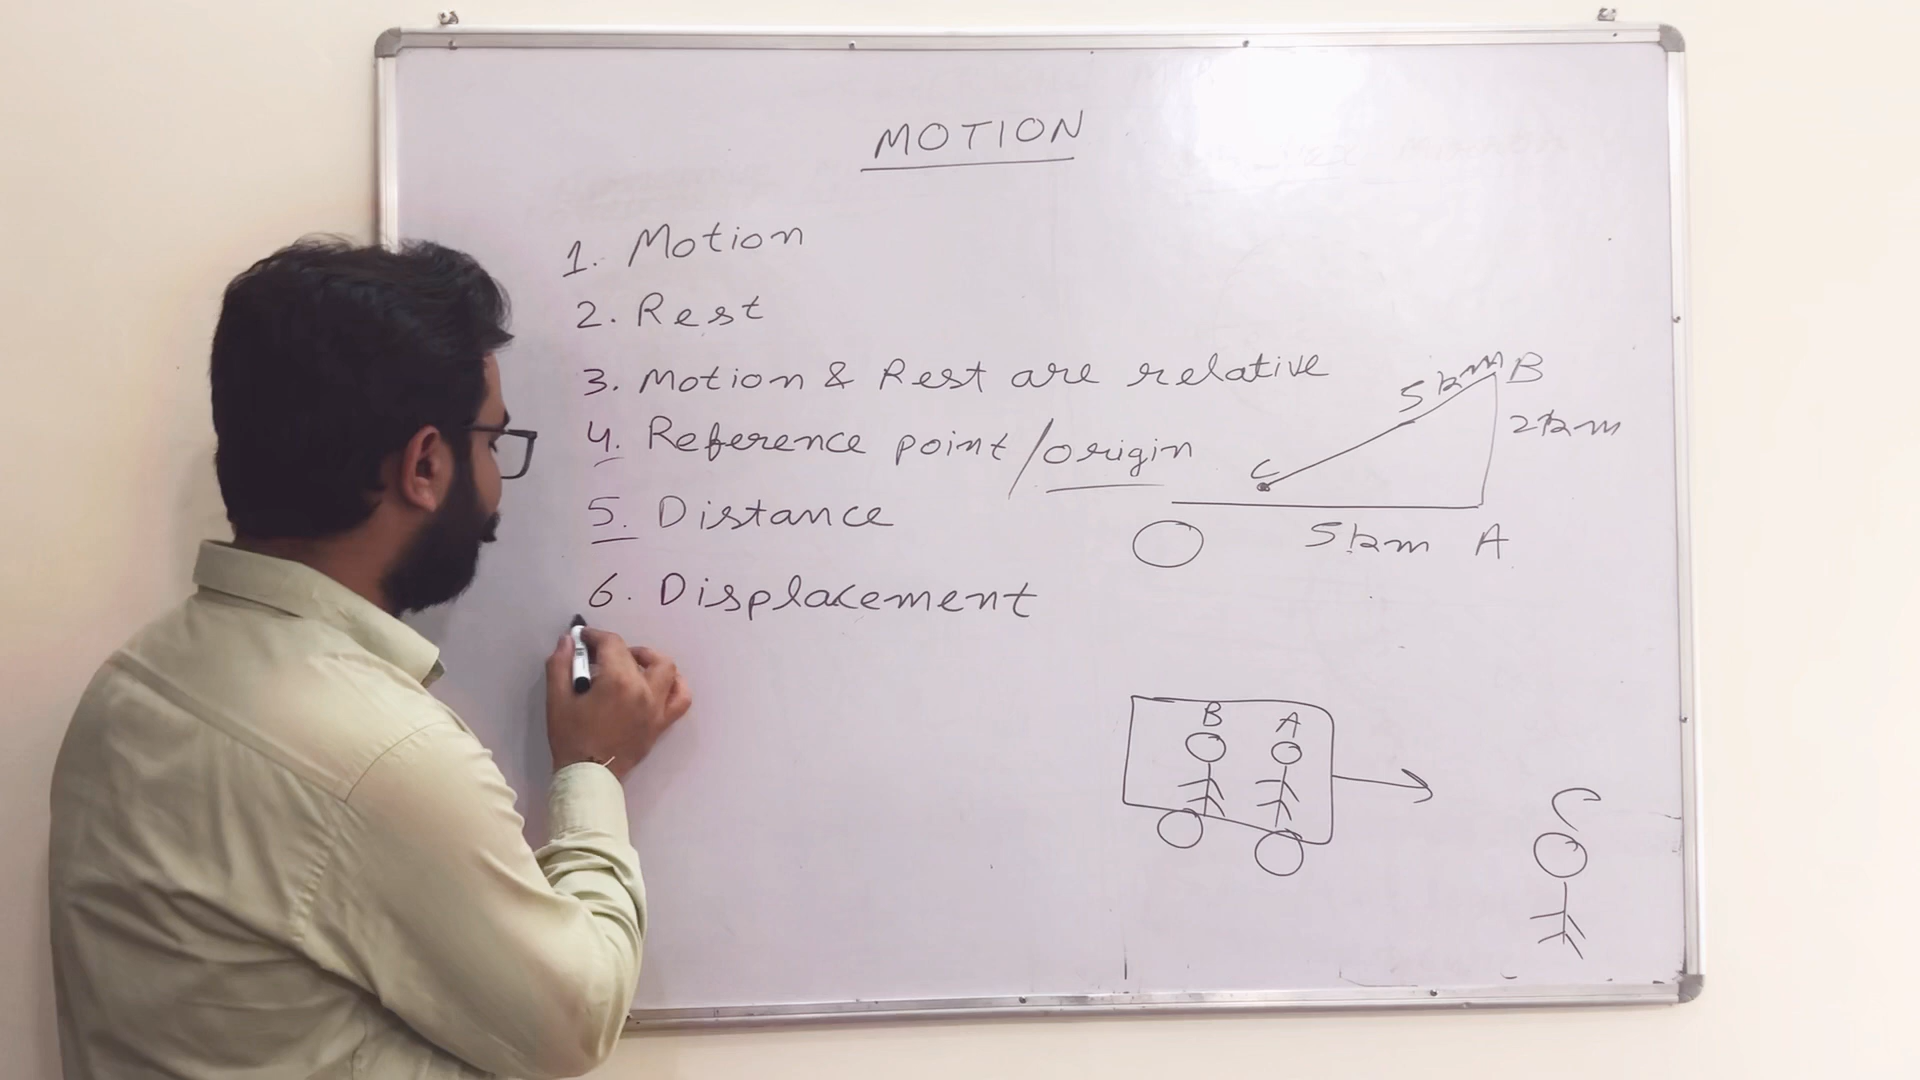 MOTION
1. Motion
2. Rest
3. Motion & Rest are relative
4. Reference point/origin
5. Distance
6. Displacement
5km B
2km
C
O
5km A
B A
C